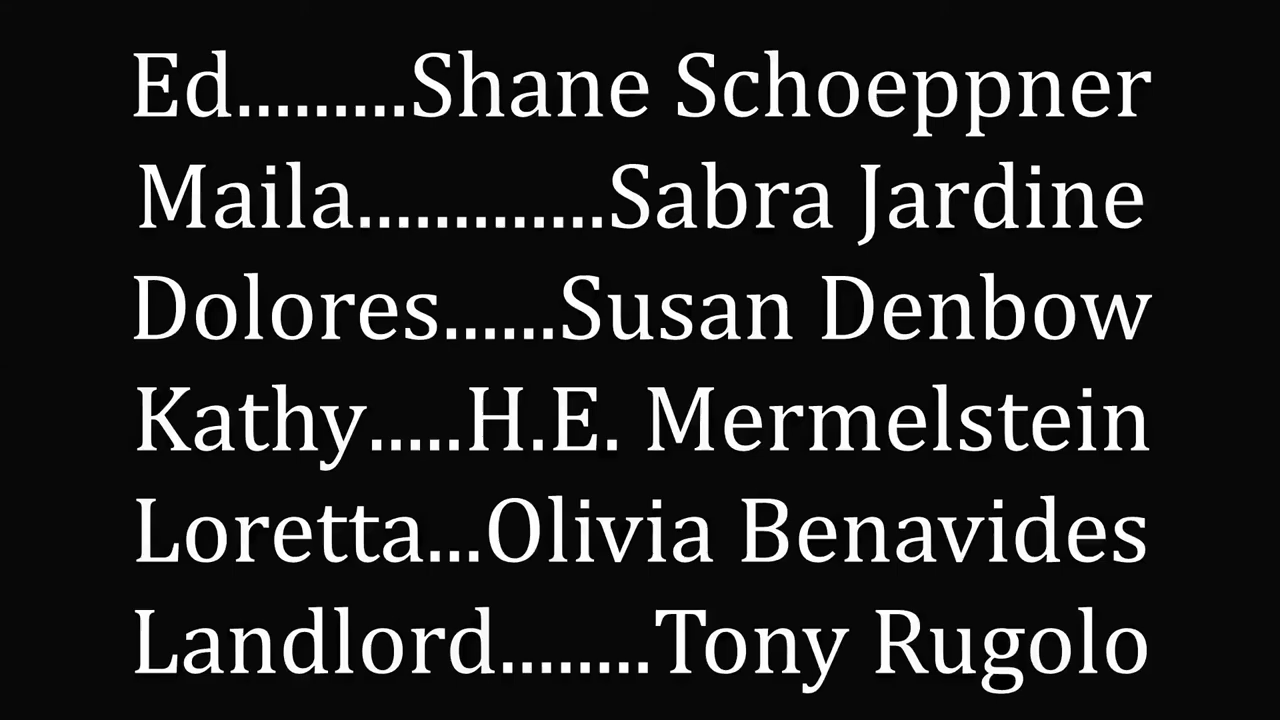 Ed.........Shane Schoeppner
Maila.............Sabra Jardine
Dolores......Susan Denbow
Kathy.....H.E. Mermelstein
Loretta...Olivia Benavides
Landlord........Tony Rugolo